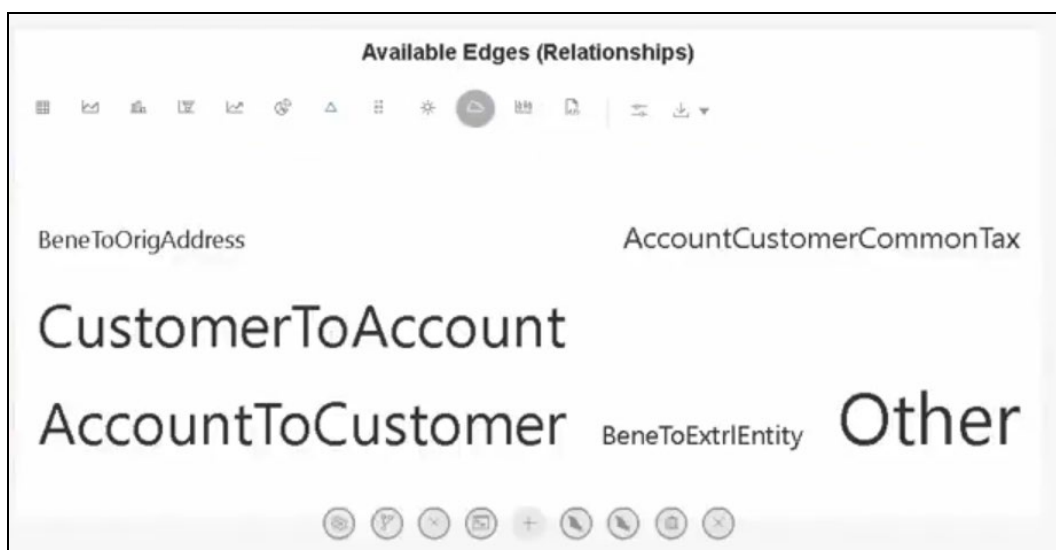 Available Edges (Relationships)
BeneToOrigAddress AccountCustomerCommonTax
CustomerToAccount
AccountToCustomer BeneToExtrlEntity Other